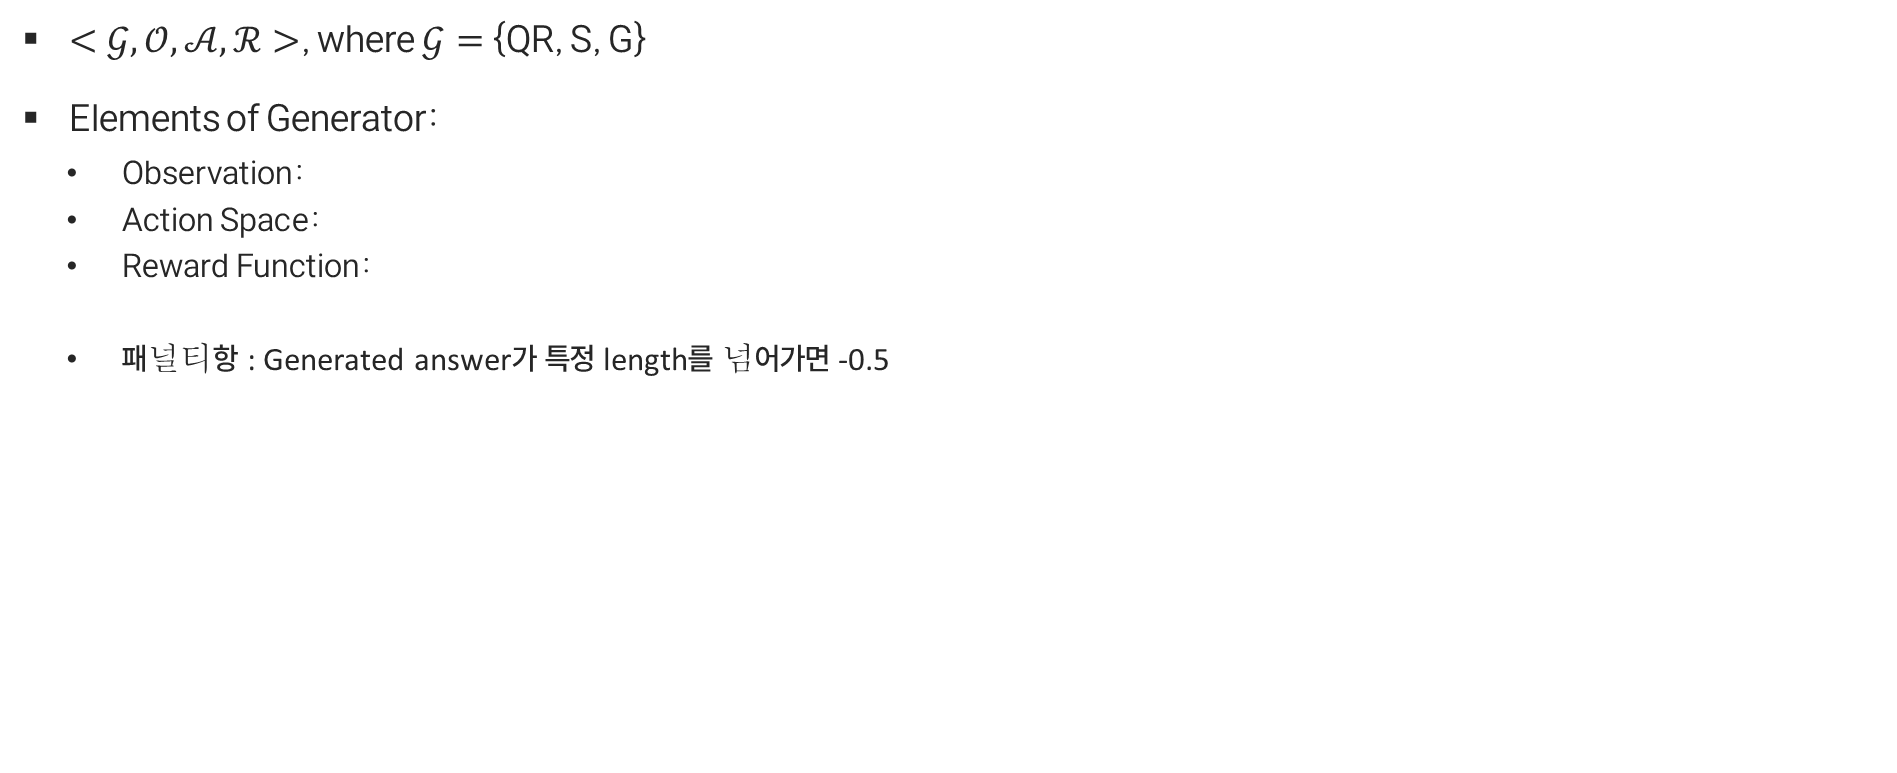 ▪ < 𝒢, 𝒪, 𝒜, ℛ >, where 𝒢 = {QR, S, G}
▪ Elements of Generator:
• Observation:
• Action Space:
• Reward Function:
• 패널티항 : Generated answer가 특정 length를 넘어가면 -0.5